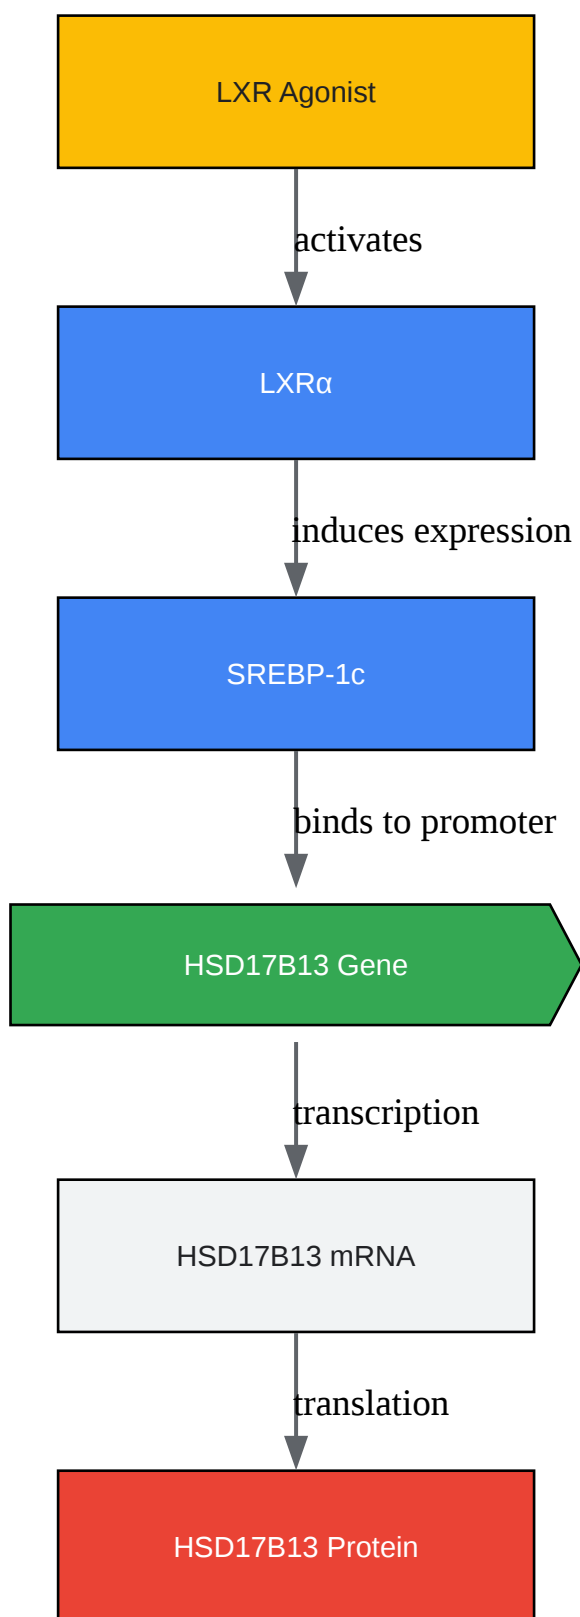 LXR Agonist
activates
LXRα
induces expression
SREBP-1c
binds to promoter
HSD17B13 Gene
transcription
HSD17B13 mRNA
translation
HSD17B13 Protein